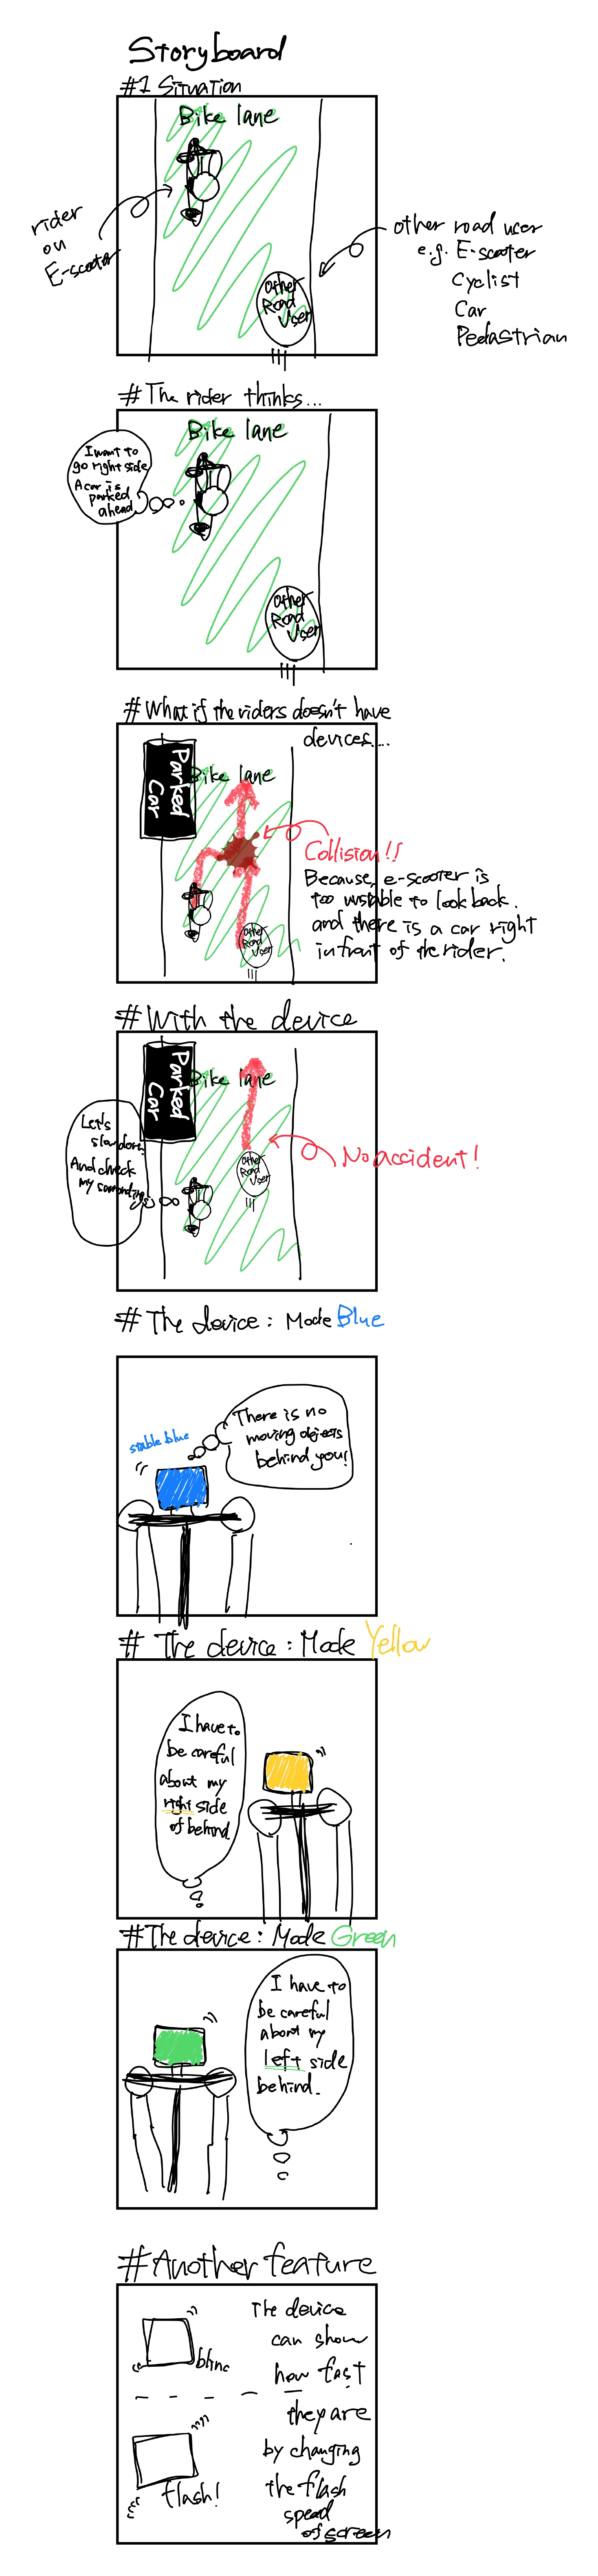 Storyboard
#1 Situation
Bike lane
rider
on
E-scooter
other road user
e.g. E-scooter
Cyclist
Car
Pedastrian
Other
Road
User
# The rider thinks...
Bike lane
I want to
go right side
A car is
parked
ahead
Other
Road
User
# What if the riders doesn't have
devices....
Parked
Car
Bike lane
Collision!!
Because, e-scooter is
too unstable to look back.
and there is a car right
in front of the rider.
Other
Road
User
# With the device
Parked
Car
Bike lane
Let's
slow down.
And check
my surroundings
Other
Road
User
No accident!
# The device : Mode Blue
stable blue
There is no
moving objects
behind you!
# The device : Mode Yellow
I have to
be careful
about my
right side
of behind
# The device : Mode Green
I have to
be careful
about my
left side
behind.
# Another feature
blinc
flash!
The device
can show
how fast
they are
by changing
the flash
spead
of screen